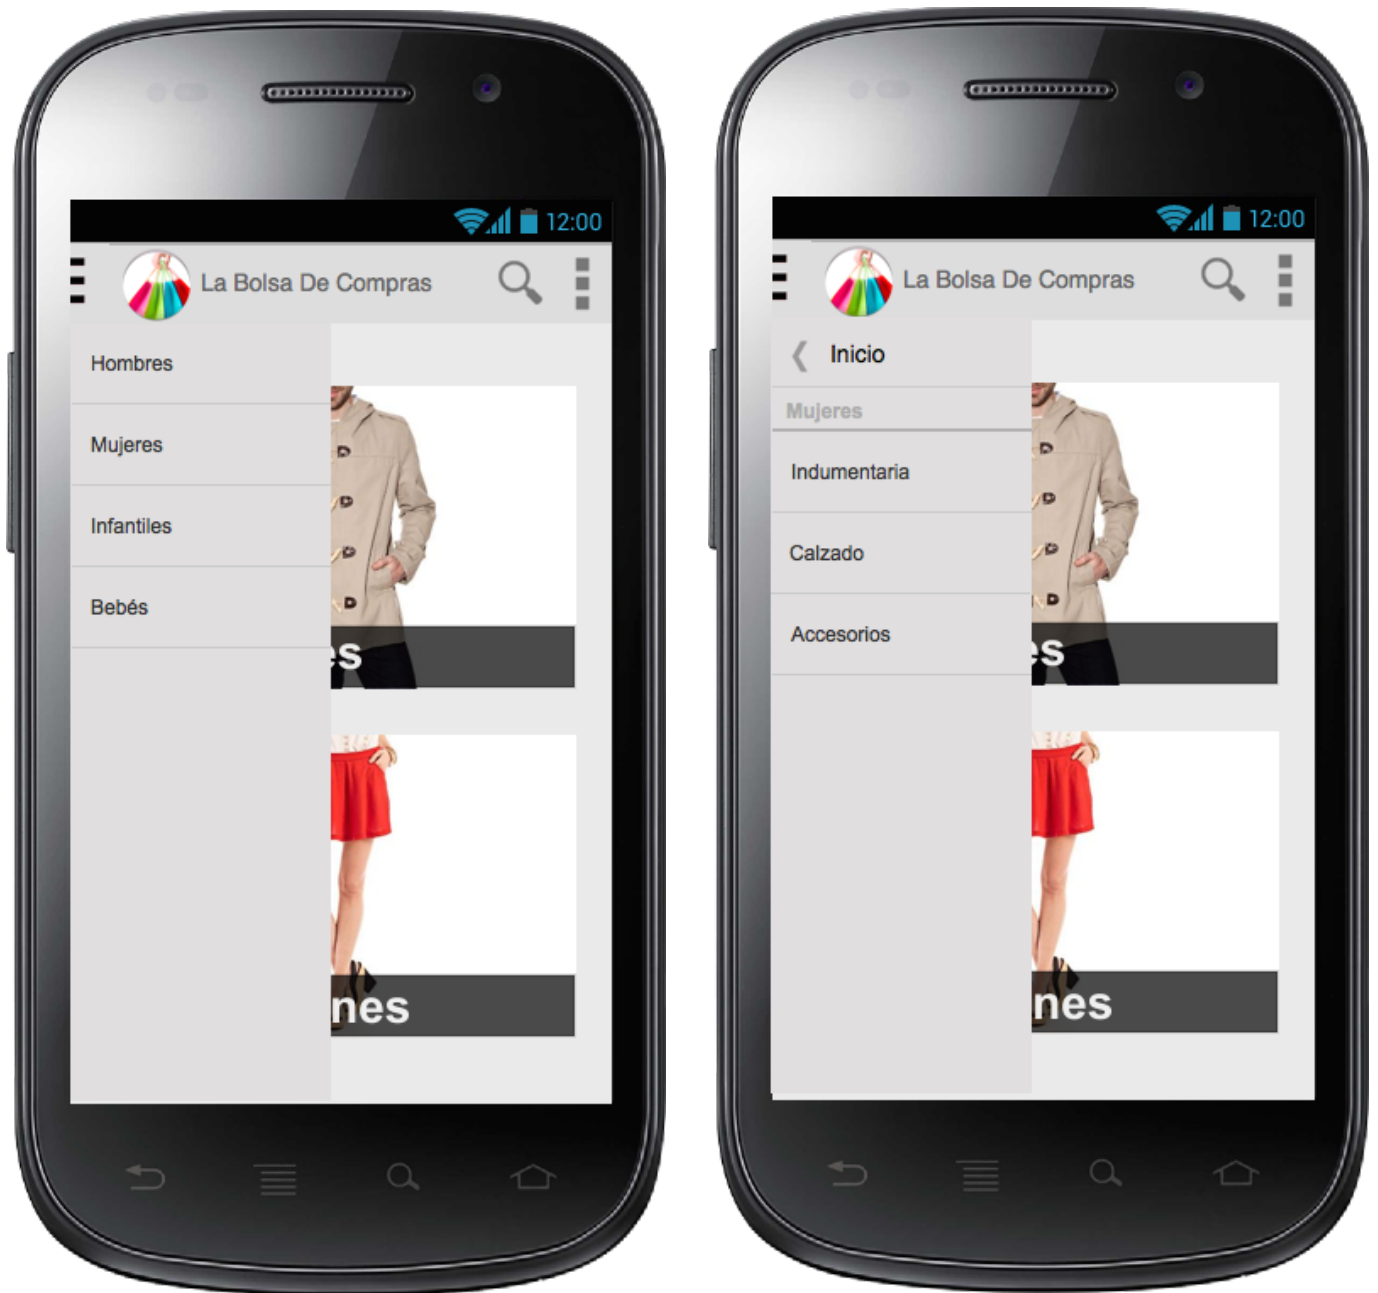 12:00
La Bolsa De Compras
Hombres
Mujeres
Infantiles
Bebés
es
nes
12:00
La Bolsa De Compras
Inicio
Mujeres
Indumentaria
Calzado
Accesorios
es
nes